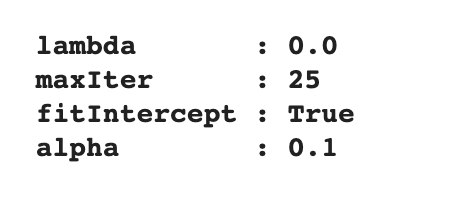 lambda       : 0.0
maxIter      : 25
fitIntercept : True
alpha        : 0.1